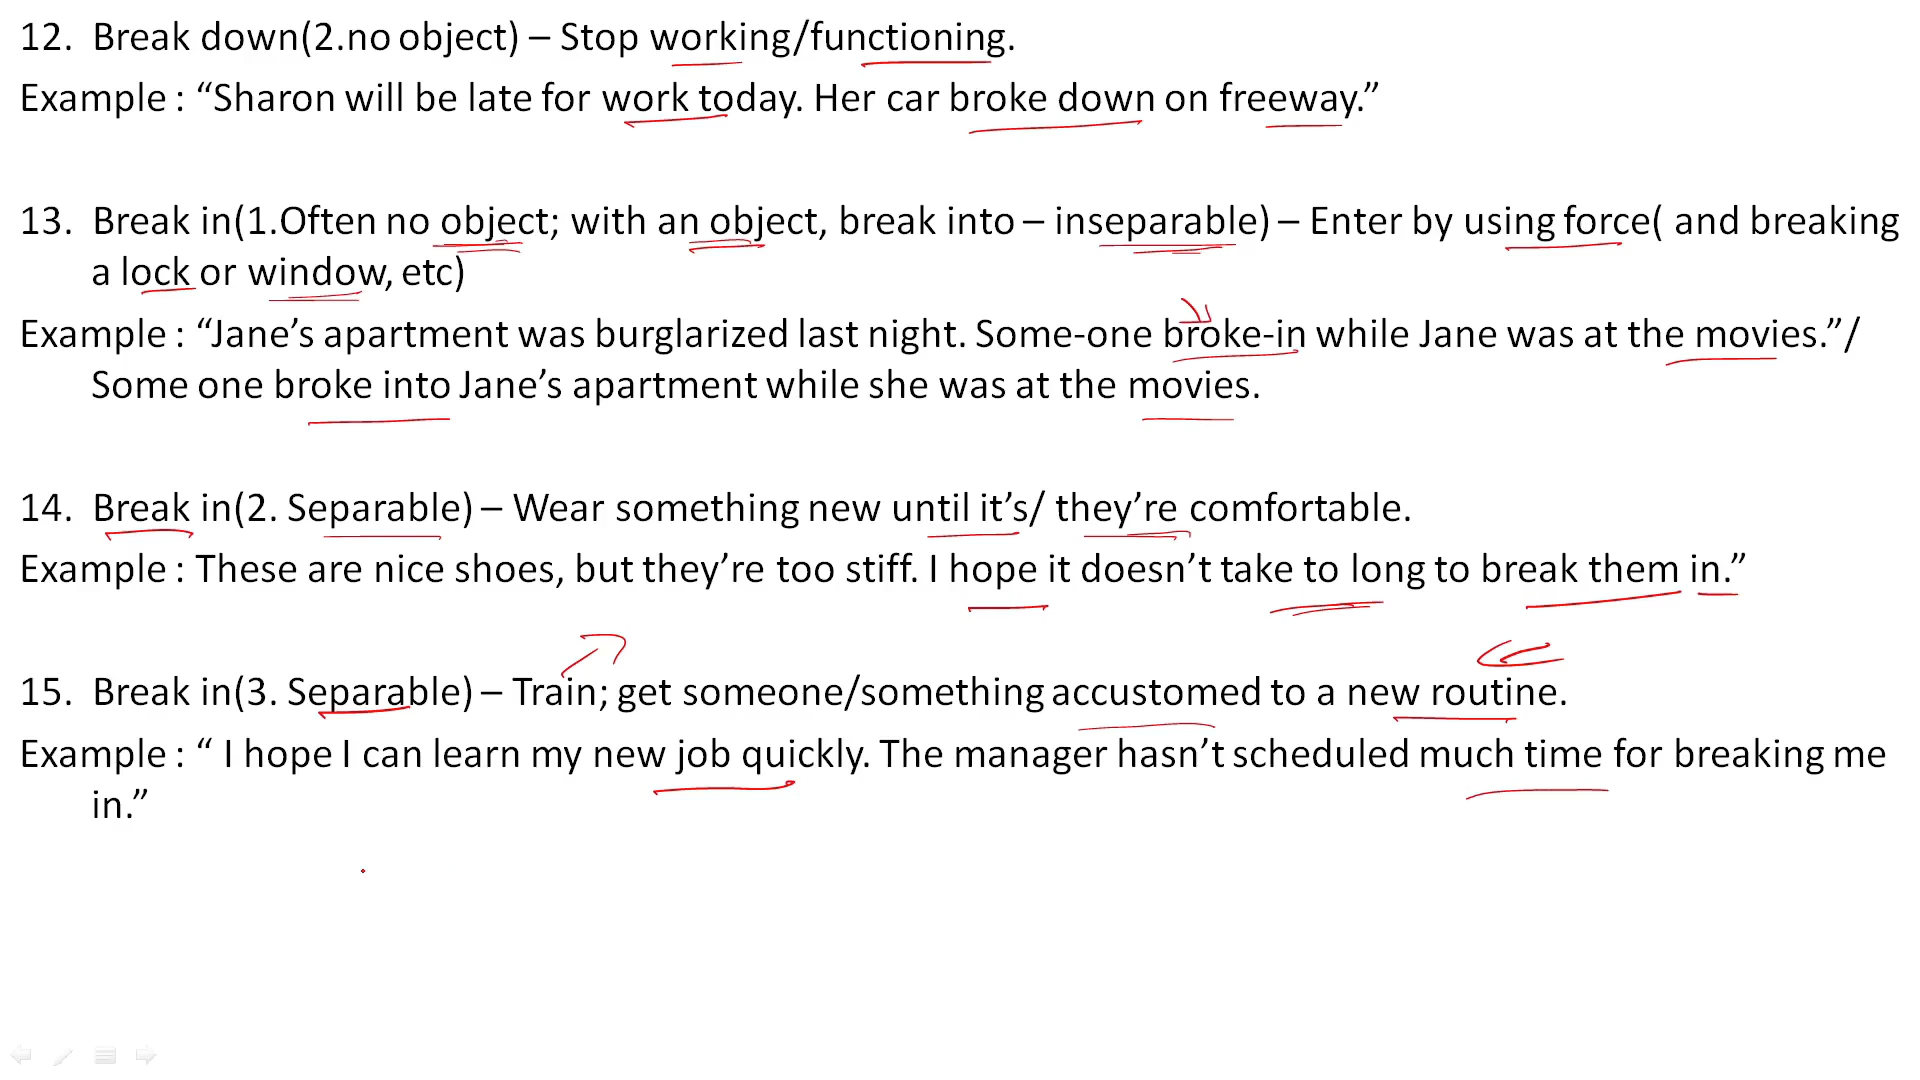 12. Break down(2.no object) – Stop working/functioning.
Example : “Sharon will be late for work today. Her car broke down on freeway.”
13. Break in(1.Often no object; with an object, break into – inseparable) – Enter by using force( and breaking
a lock or window, etc)
Example : “Jane’s apartment was burglarized last night. Some-one broke-in while Jane was at the movies.”/
Some one broke into Jane’s apartment while she was at the movies.
14. Break in(2. Separable) – Wear something new until it’s/ they’re comfortable.
Example : These are nice shoes, but they’re too stiff. I hope it doesn’t take to long to break them in.”
15. Break in(3. Separable) – Train; get someone/something accustomed to a new routine.
Example : “ I hope I can learn my new job quickly. The manager hasn’t scheduled much time for breaking me
in.”